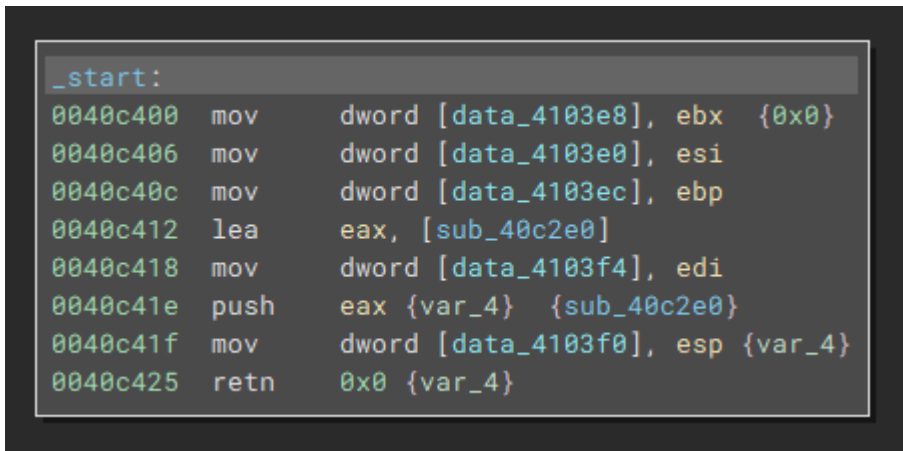 _start:
0040c400 mov dword [data_4103e8], ebx {0x0}
0040c406 mov dword [data_4103e0], esi
0040c40c mov dword [data_4103ec], ebp
0040c412 lea eax, [sub_40c2e0]
0040c418 mov dword [data_4103f4], edi
0040c41e push eax {var_4} {sub_40c2e0}
0040c41f mov dword [data_4103f0], esp {var_4}
0040c425 retn 0x0 {var_4}